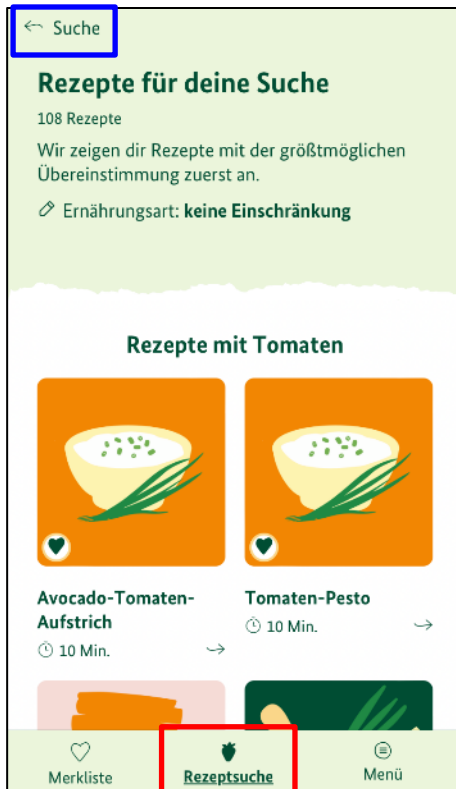 Suche
Rezepte für deine Suche
108 Rezepte
Wir zeigen dir Rezepte mit der größtmöglichen
Übereinstimmung zuerst an.
Ernährungsart: keine Einschränkung
Rezepte mit Tomaten
Avocado-Tomaten-
Aufstrich
10 Min.
Tomaten-Pesto
10 Min.
Merkliste
Rezeptsuche
Menü